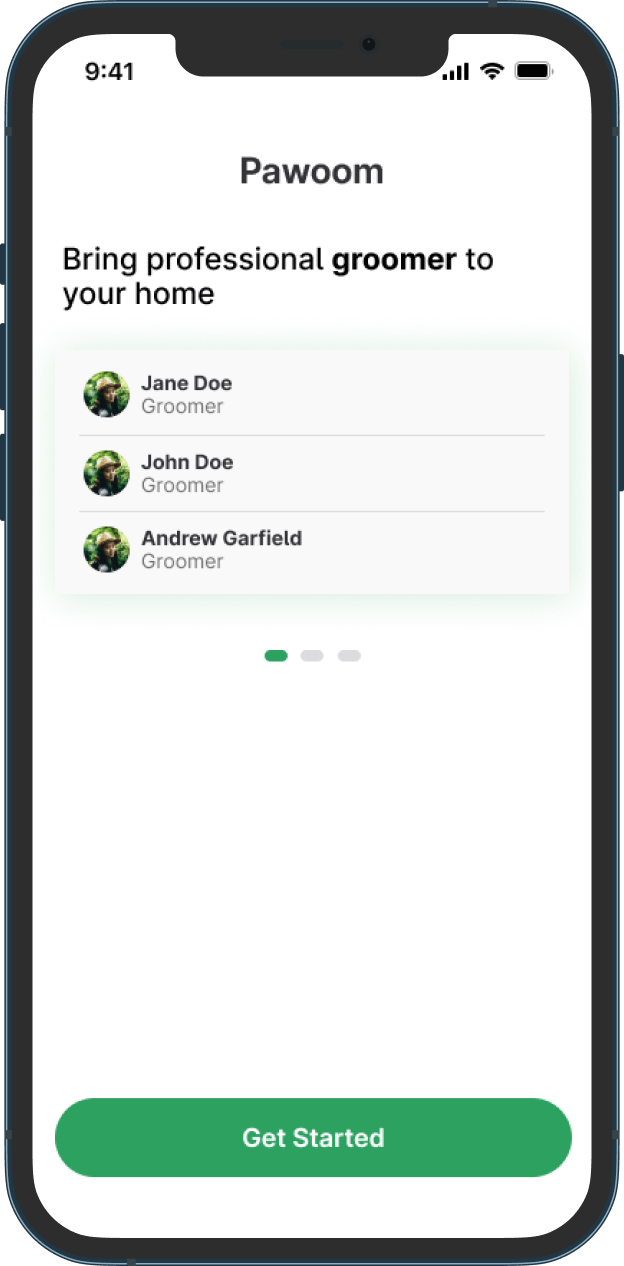 9:41
Pawoom
Bring professional groomer to
your home
Jane Doe
Groomer
John Doe
Groomer
Andrew Garfield
Groomer
Get Started